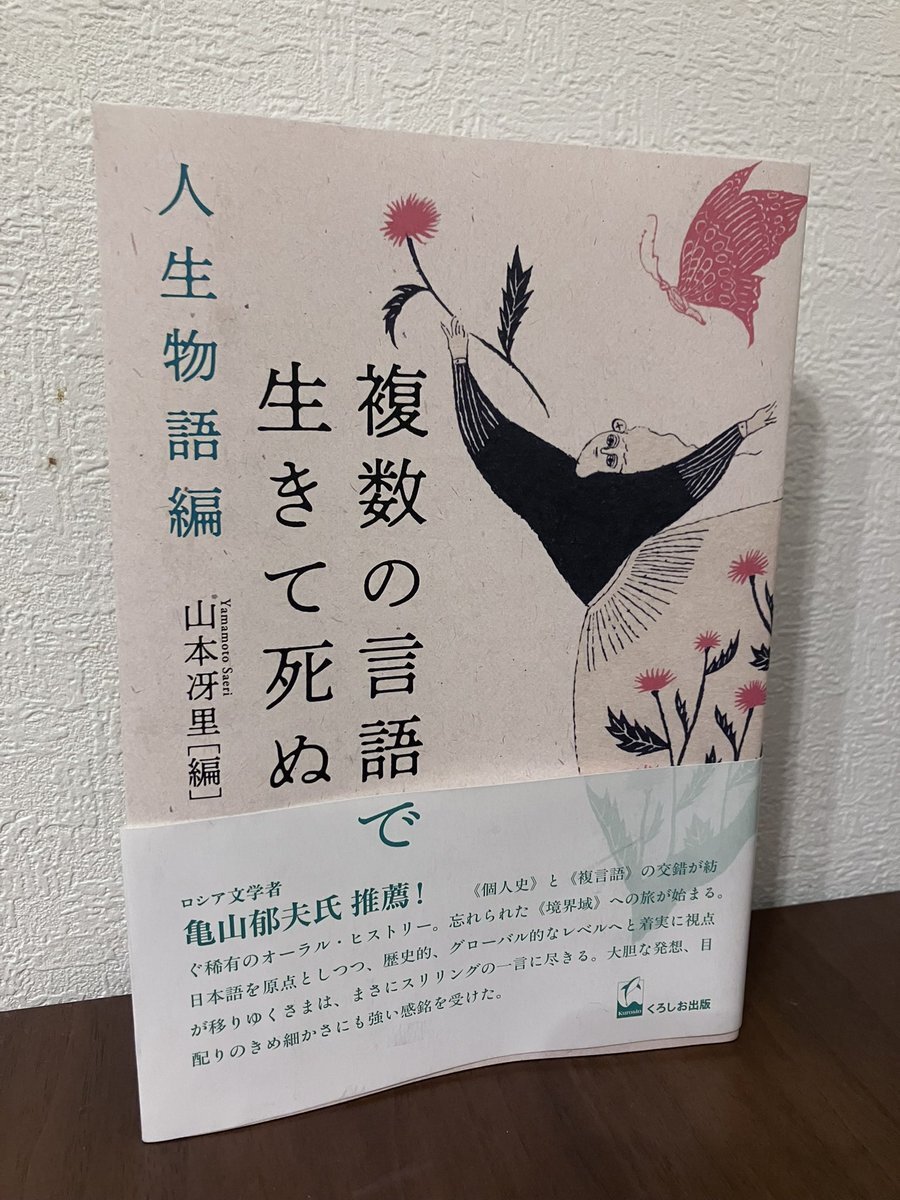 複数の言語で
生きて死ぬ
人生物語編
Yamamoto Saeri
山本冴里[編]
ロシア文学者
亀山郁夫氏 推薦!
《個人史》と《複言語》の交錯が紡
ぐ稀有のオーラル・ヒストリー。忘れられた《境界域》への旅が始まる。
日本語を原点としつつ、歴史的、グローバル的なレベルへと着実に視点
が移りゆくさまは、まさにスリリングの一言に尽きる。大胆な発想、目
配りのきめ細かさにも強い感銘を受けた。
Kurosio
くろしお出版